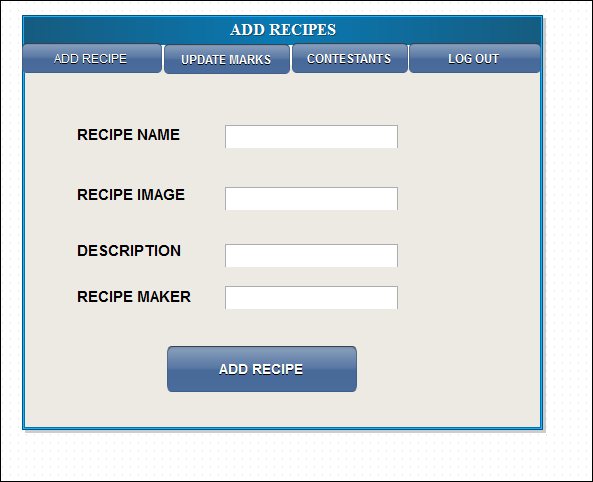 ADD RECIPES
ADD RECIPE UPDATE MARKS CONTESTANTS LOG OUT
RECIPE NAME
RECIPE IMAGE
DESCRIPTION
RECIPE MAKER
ADD RECIPE